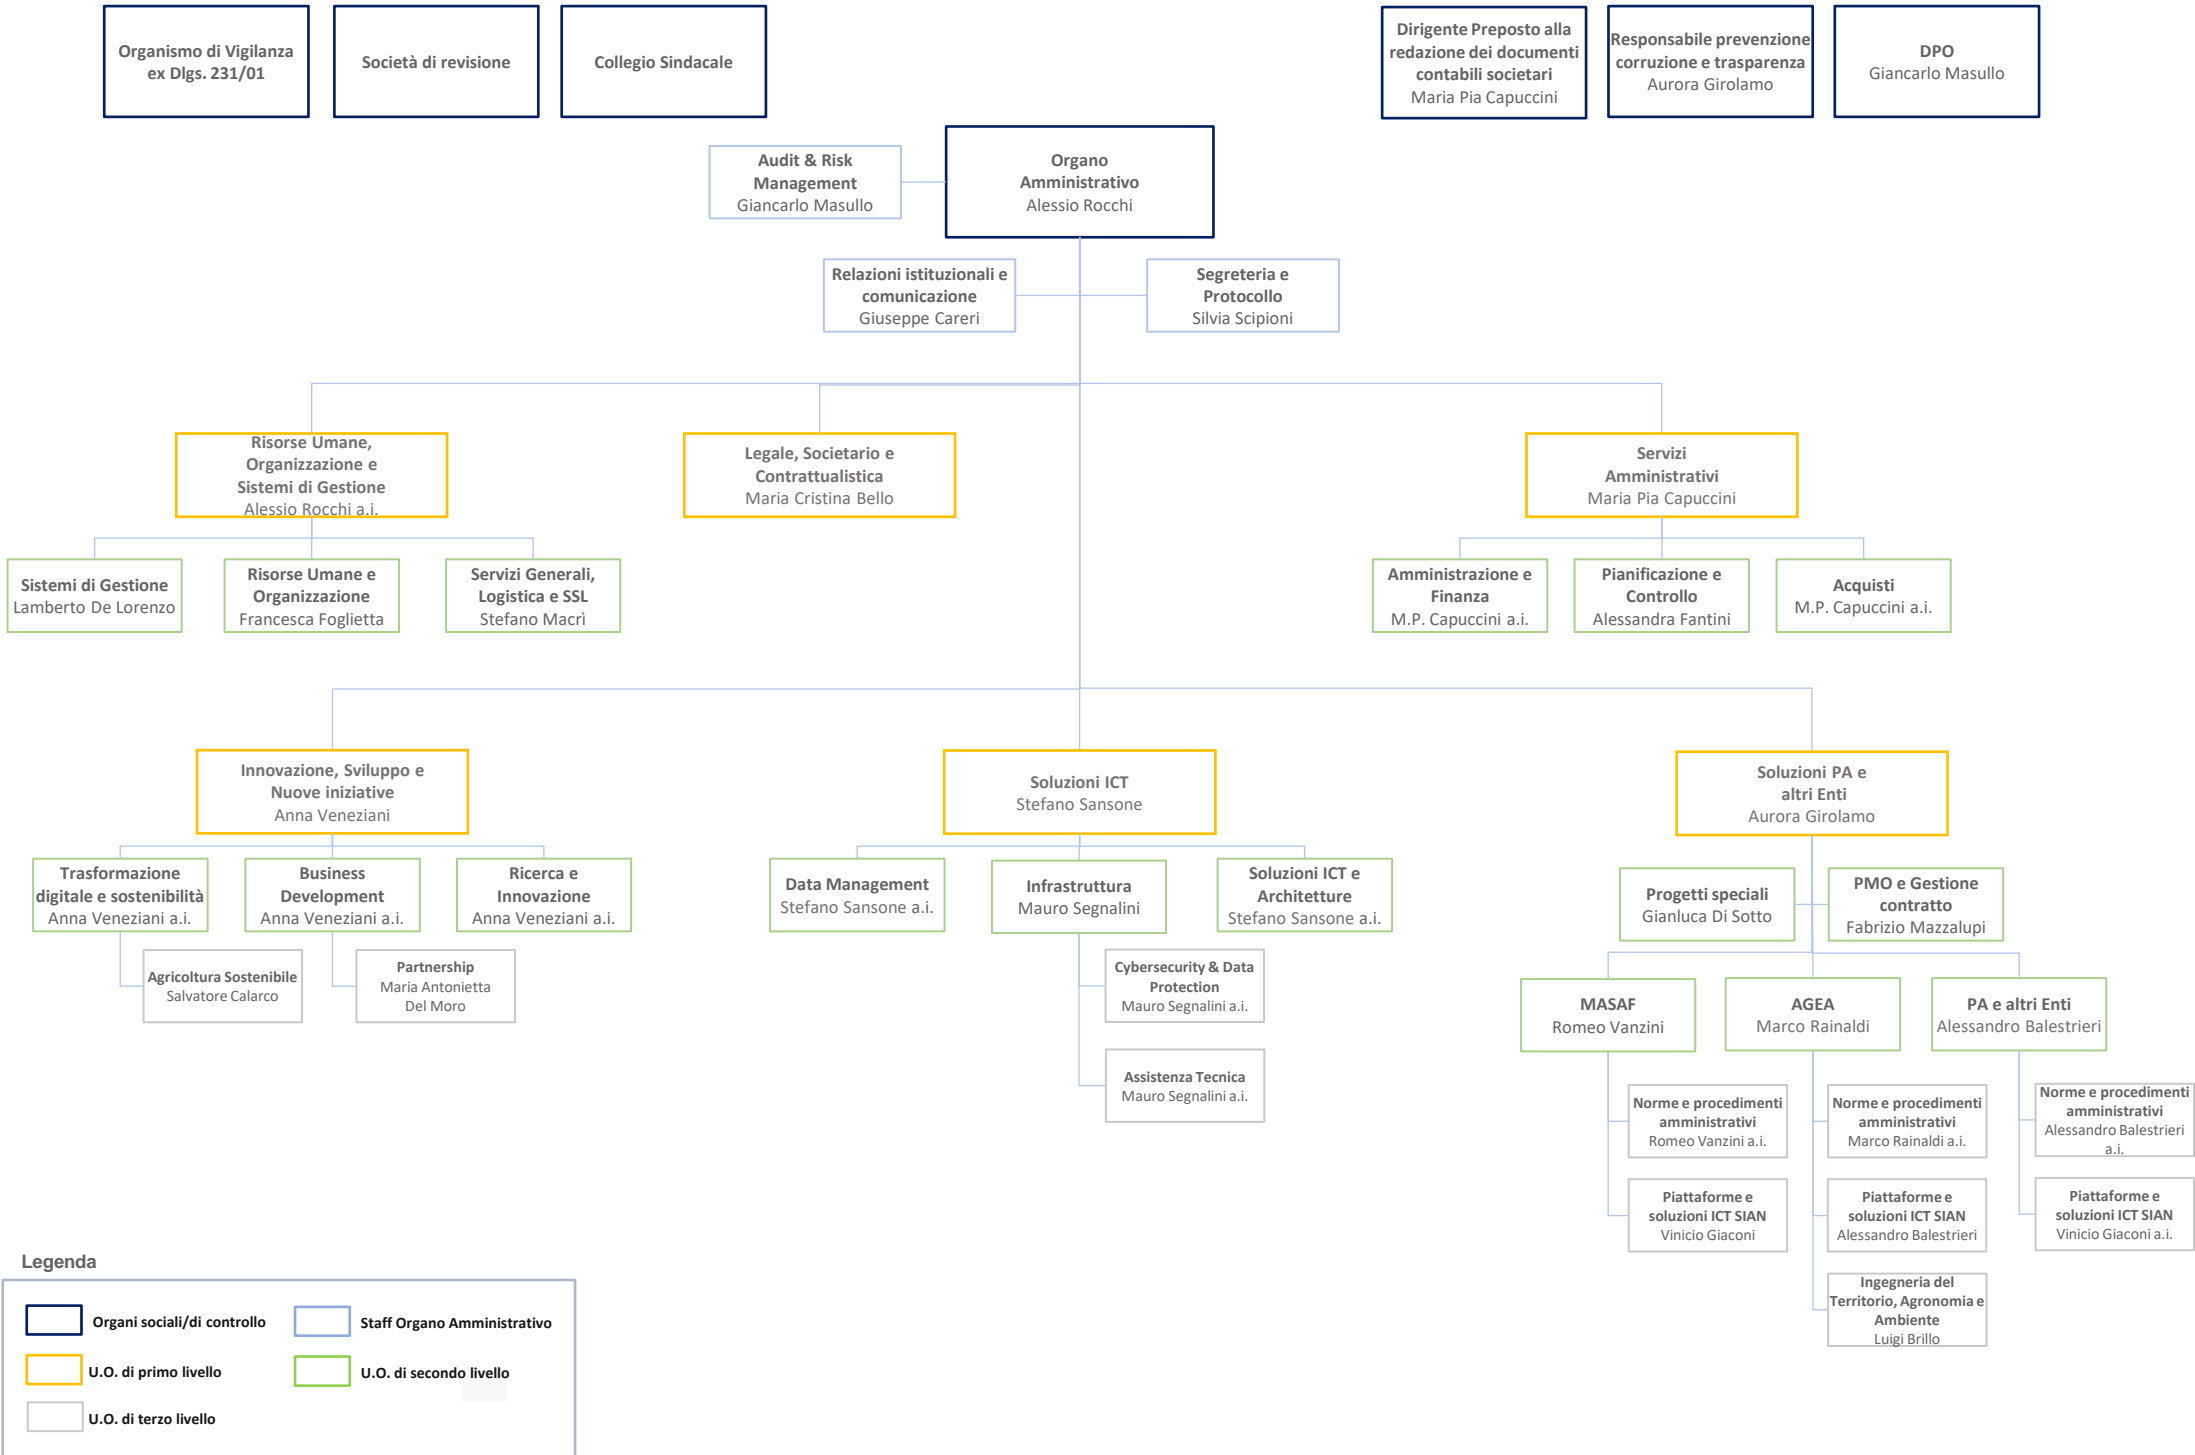 Organismo di Vigilanza
ex Dlgs. 231/01
Società di revisione
Collegio Sindacale
Dirigente Preposto alla
redazione dei documenti
contabili societari
Maria Pia Capuccini
Responsabile prevenzione
corruzione e trasparenza
Aurora Girolamo
DPO
Giancarlo Masullo
Audit & Risk
Management
Giancarlo Masullo
Organo
Amministrativo
Alessio Rocchi
Relazioni istituzionali e
comunicazione
Giuseppe Careri
Segreteria e
Protocollo
Silvia Scipioni
Risorse Umane,
Organizzazione e
Sistemi di Gestione
Alessio Rocchi a.i.
Legale, Societario e
Contrattualistica
Maria Cristina Bello
Servizi
Amministrativi
Maria Pia Capuccini
Sistemi di Gestione
Lamberto De Lorenzo
Risorse Umane e
Organizzazione
Francesca Foglietta
Servizi Generali,
Logistica e SSL
Stefano Macrì
Amministrazione e
Finanza
M.P. Capuccini a.i.
Pianificazione e
Controllo
Alessandra Fantini
Acquisti
M.P. Capuccini a.i.
Innovazione, Sviluppo e
Nuove iniziative
Anna Veneziani
Soluzioni ICT
Stefano Sansone
Soluzioni PA e
altri Enti
Aurora Girolamo
Trasformazione
digitale e sostenibilità
Anna Veneziani a.i.
Business
Development
Anna Veneziani a.i.
Ricerca e
Innovazione
Anna Veneziani a.i.
Data Management
Stefano Sansone a.i.
Infrastruttura
Mauro Segnalini
Soluzioni ICT e
Architetture
Stefano Sansone a.i.
Progetti speciali
Gianluca Di Sotto
PMO e Gestione
contratto
Fabrizio Mazzalupi
Agricoltura Sostenibile
Salvatore Calarco
Partnership
Maria Antonietta
Del Moro
Cybersecurity & Data
Protection
Mauro Segnalini a.i.
Assistenza Tecnica
Mauro Segnalini a.i.
MASAF
Romeo Vanzini
AGEA
Marco Rainaldi
PA e altri Enti
Alessandro Balestrieri
Norme e procedimenti
amministrativi
Romeo Vanzini a.i.
Norme e procedimenti
amministrativi
Marco Rainaldi a.i.
Norme e procedimenti
amministrativi
Alessandro Balestrieri
a.i.
Piattaforme e
soluzioni ICT SIAN
Vinicio Giaconi
Piattaforme e
soluzioni ICT SIAN
Alessandro Balestrieri
Piattaforme e
soluzioni ICT SIAN
Vinicio Giaconi a.i.
Ingegneria del
Territorio, Agronomia e
Ambiente
Luigi Brillo
Legenda
Organi sociali/di controllo
Staff Organo Amministrativo
U.O. di primo livello
U.O. di secondo livello
U.O. di terzo livello